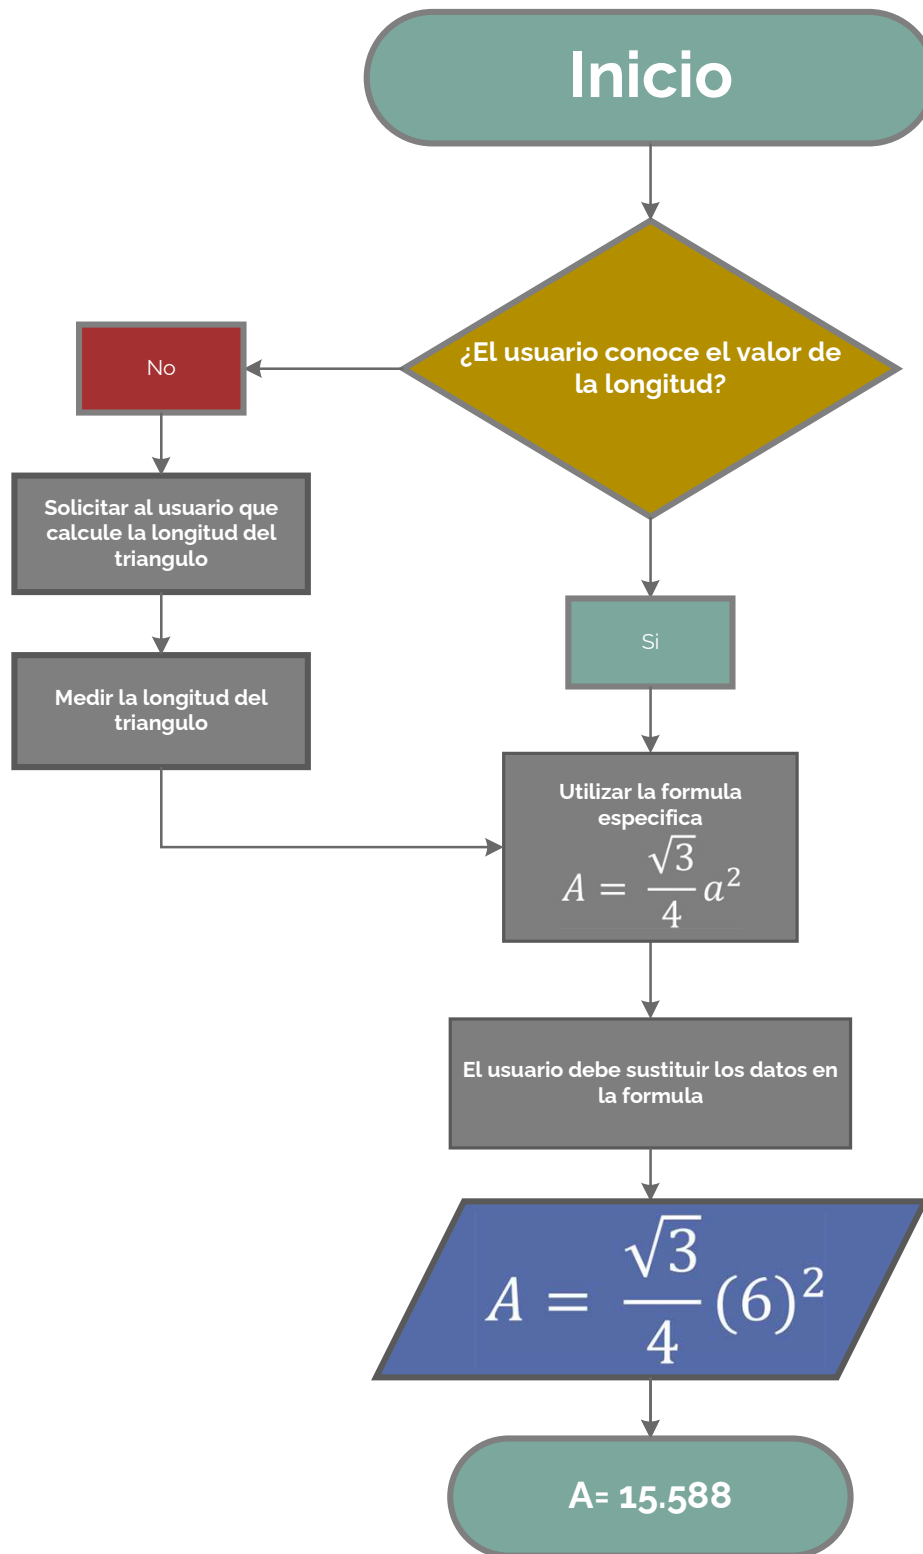 Inicio
¿El usuario conoce el valor de
la longitud?
No
Solicitar al usuario que
calcule la longitud del
triangulo
Medir la longitud del
triangulo
Si
Utilizar la formula
especifica
A = √3/4 a²
El usuario debe sustituir los datos en
la formula
A = √3/4 (6)²
A= 15.588